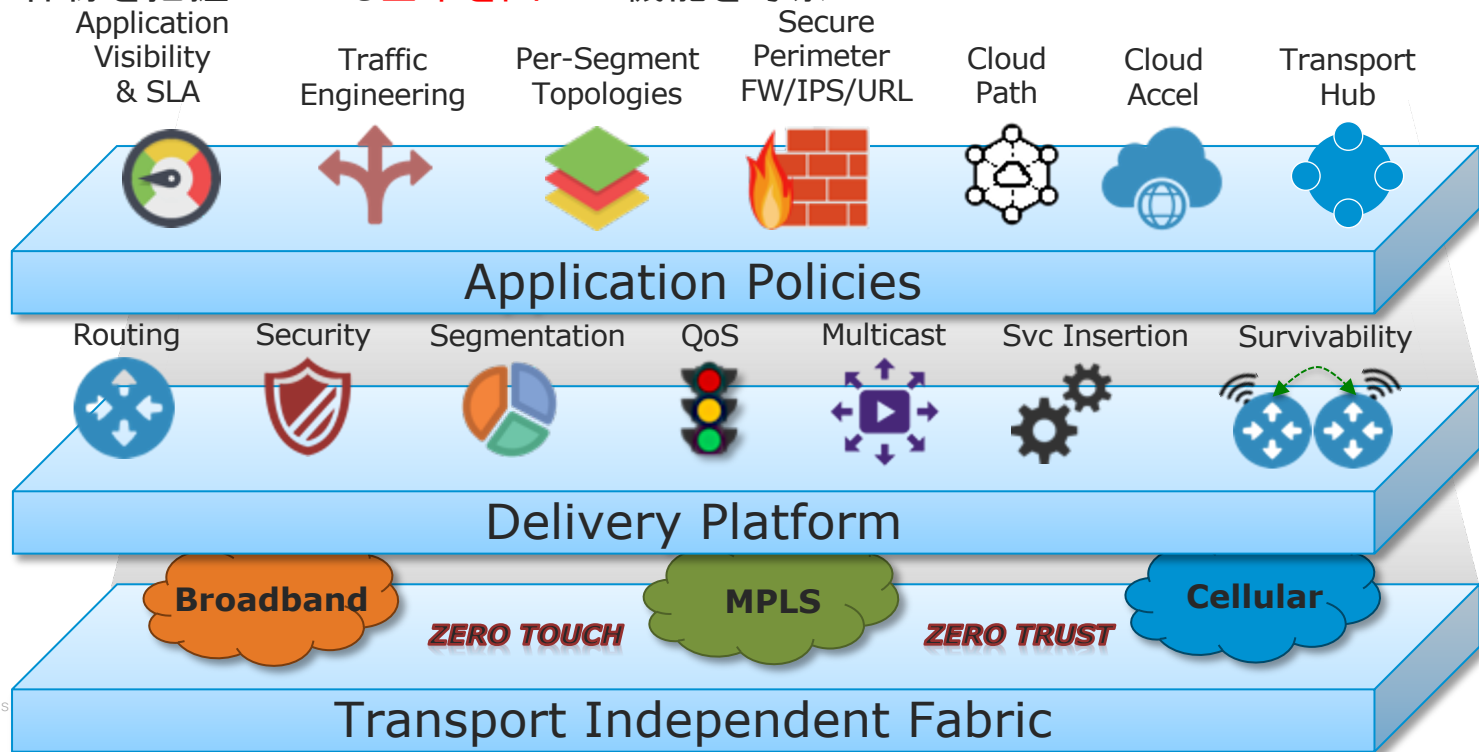 Application
Visibility
& SLA
Traffic
Engineering
Per-Segment
Topologies
Secure
Perimeter
FW/IPS/URL
Cloud
Path
Cloud
Accel
Transport
Hub
Application Policies
Routing
Security
Segmentation
QoS
Multicast
Svc Insertion
Survivability
Delivery Platform
Broadband
MPLS
Cellular
ZERO TOUCH
ZERO TRUST
Transport Independent Fabric